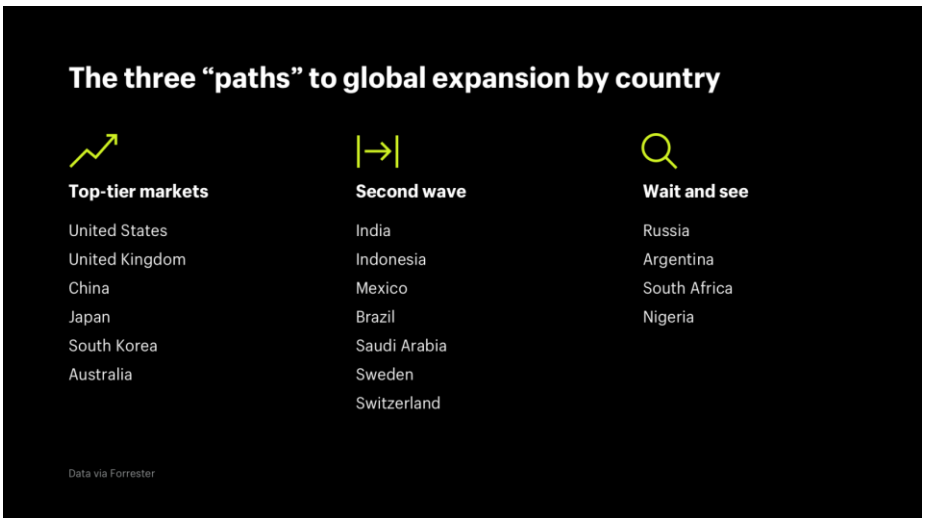 The three “paths” to global expansion by country
Top-tier markets
United States
United Kingdom
China
Japan
South Korea
Australia
Second wave
India
Indonesia
Mexico
Brazil
Saudi Arabia
Sweden
Switzerland
Wait and see
Russia
Argentina
South Africa
Nigeria
Data via Forrester